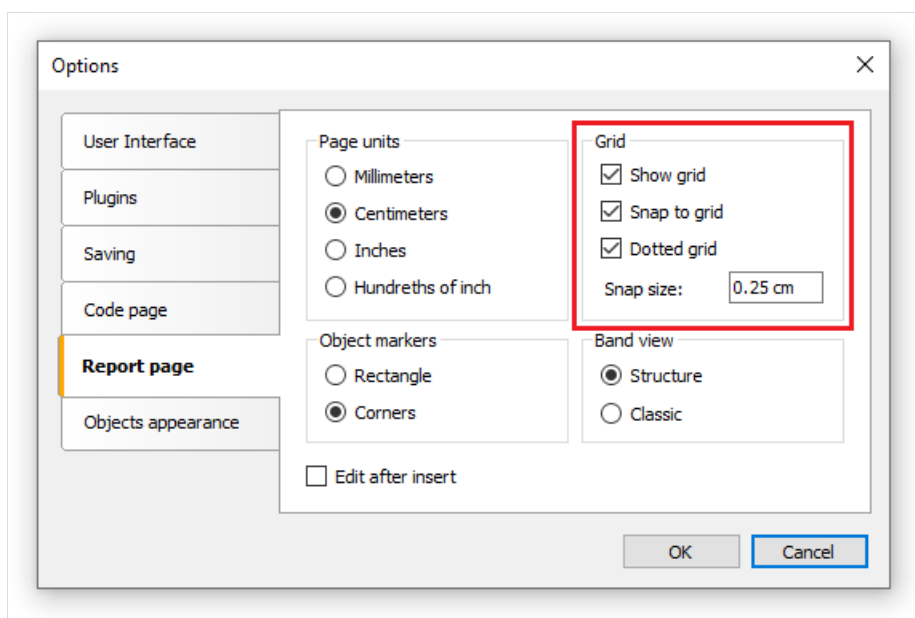 Options
User Interface
Plugins
Saving
Code page
Report page
Objects appearance
Page units
Millimeters
Centimeters
Inches
Hundreths of inch
Grid
Show grid
Snap to grid
Dotted grid
Snap size: 0.25 cm
Object markers
Rectangle
Corners
Band view
Structure
Classic
Edit after insert
OK Cancel